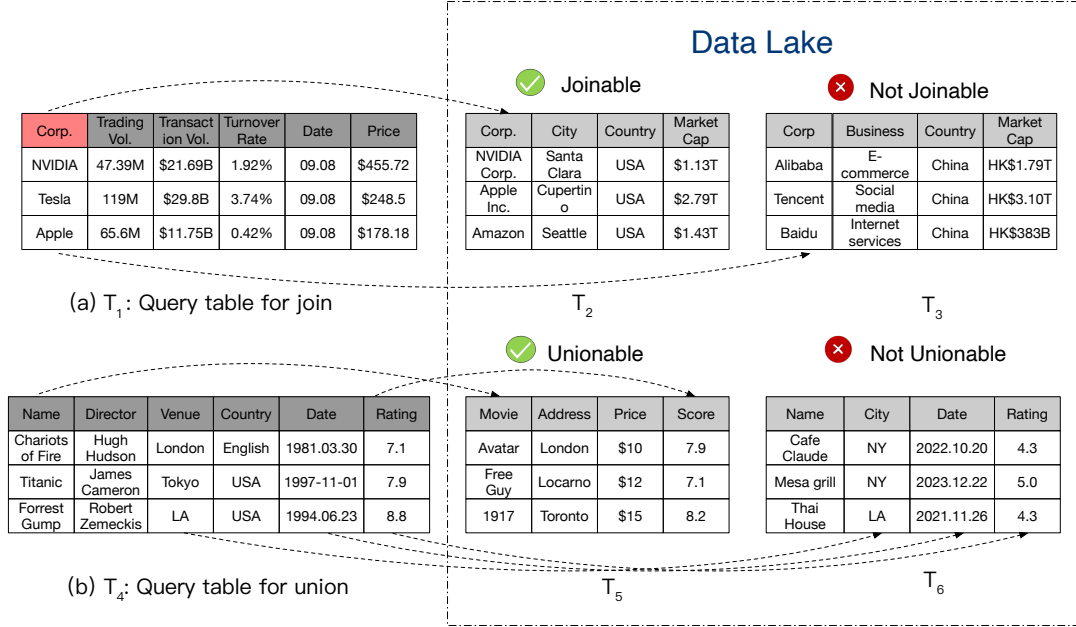 Data Lake
Joinable
Not Joinable
Corp. Trading Vol. Transact ion Vol. Turnover Rate Date Price
NVIDIA 47.39M $21.69B 1.92% 09.08 $455.72
Tesla 119M $29.8B 3.74% 09.08 $248.5
Apple 65.6M $11.75B 0.42% 09.08 $178.18
Corp. City Country Market Cap
NVIDIA Corp. Santa Clara USA $1.13T
Apple Inc. Cupertin o USA $2.79T
Amazon Seattle USA $1.43T
Corp Business Country Market Cap
Alibaba E-commerce China HK$1.79T
Tencent Social media China HK$3.10T
Baidu Internet services China HK$383B
(a) T1: Query table for join
T2
T3
Unionable
Not Unionable
Name Director Venue Country Date Rating
Chariots of Fire Hugh Hudson London English 1981.03.30 7.1
Titanic James Cameron Tokyo USA 1997-11-01 7.9
Forrest Gump Robert Zemeckis LA USA 1994.06.23 8.8
Movie Address Price Score
Avatar London $10 7.9
Free Guy Locarno $12 7.1
1917 Toronto $15 8.2
Name City Date Rating
Cafe Claude NY 2022.10.20 4.3
Mesa grill NY 2023.12.22 5.0
Thai House LA 2021.11.26 4.3
(b) T4: Query table for union
T5
T6